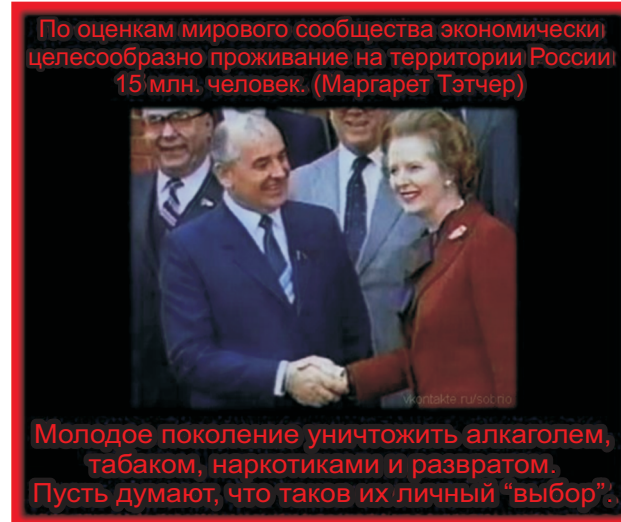 По оценкам мирового сообщества экономически
целесообразно проживание на территории России
15 млн. человек. (Маргарет Тэтчер)
vkontakte.ru/sobrno
Молодое поколение уничтожить алкаголем,
табаком, наркотиками и развратом.
Пусть думают, что таков их личный “выбор”.